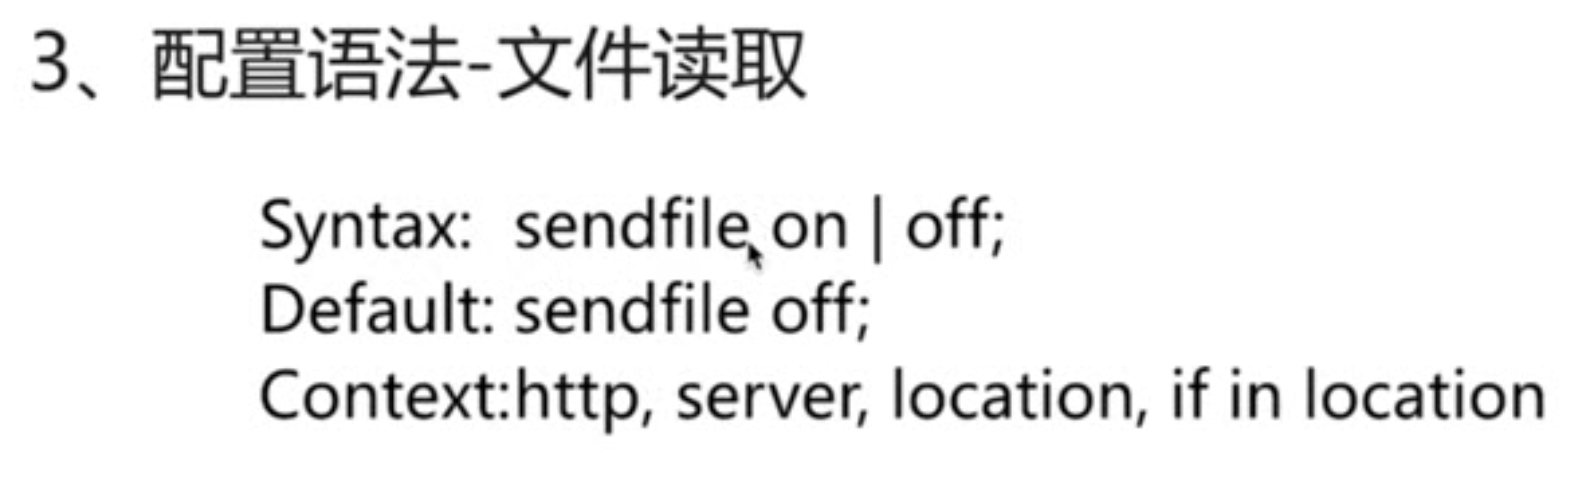 3、配置语法-文件读取
Syntax: sendfile on | off;
Default: sendfile off;
Context:http, server, location, if in location